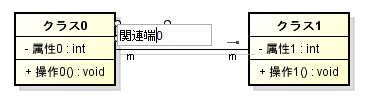 クラス0
- 属性0 : int
+ 操作0() : void
関連端0
m
m
クラス1
- 属性1 : int
+ 操作1() : void